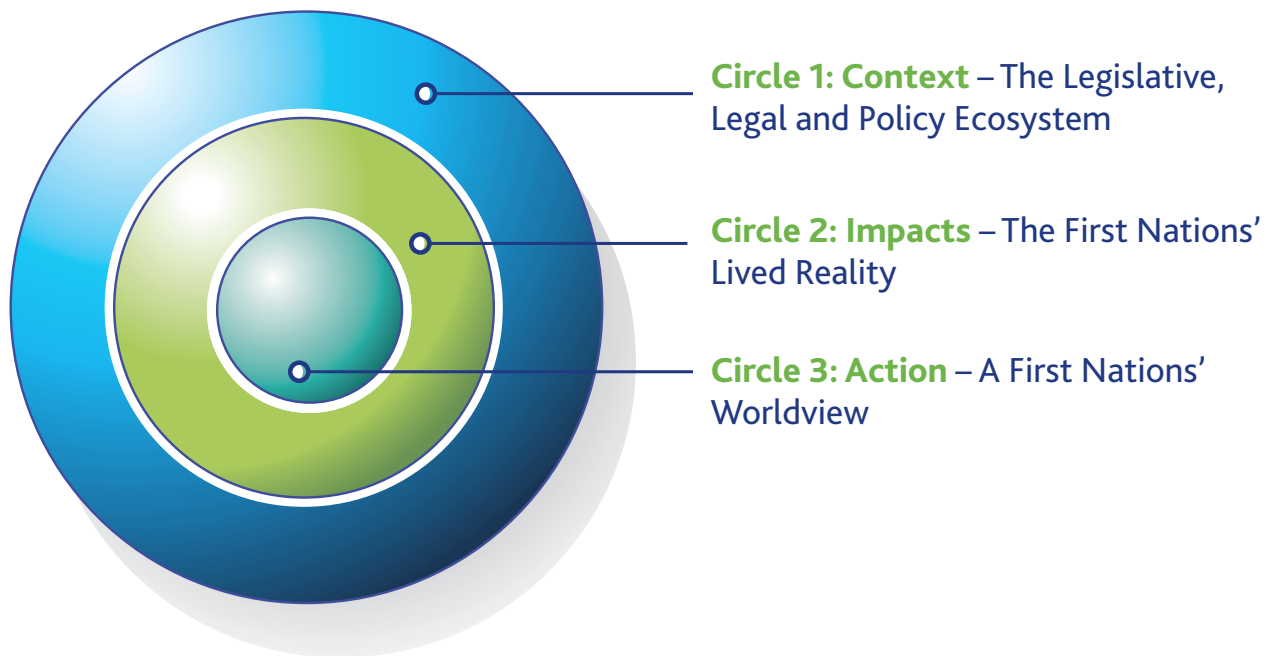 Circle 1: Context – The Legislative,
Legal and Policy Ecosystem
Circle 2: Impacts – The First Nations’
Lived Reality
Circle 3: Action – A First Nations’
Worldview